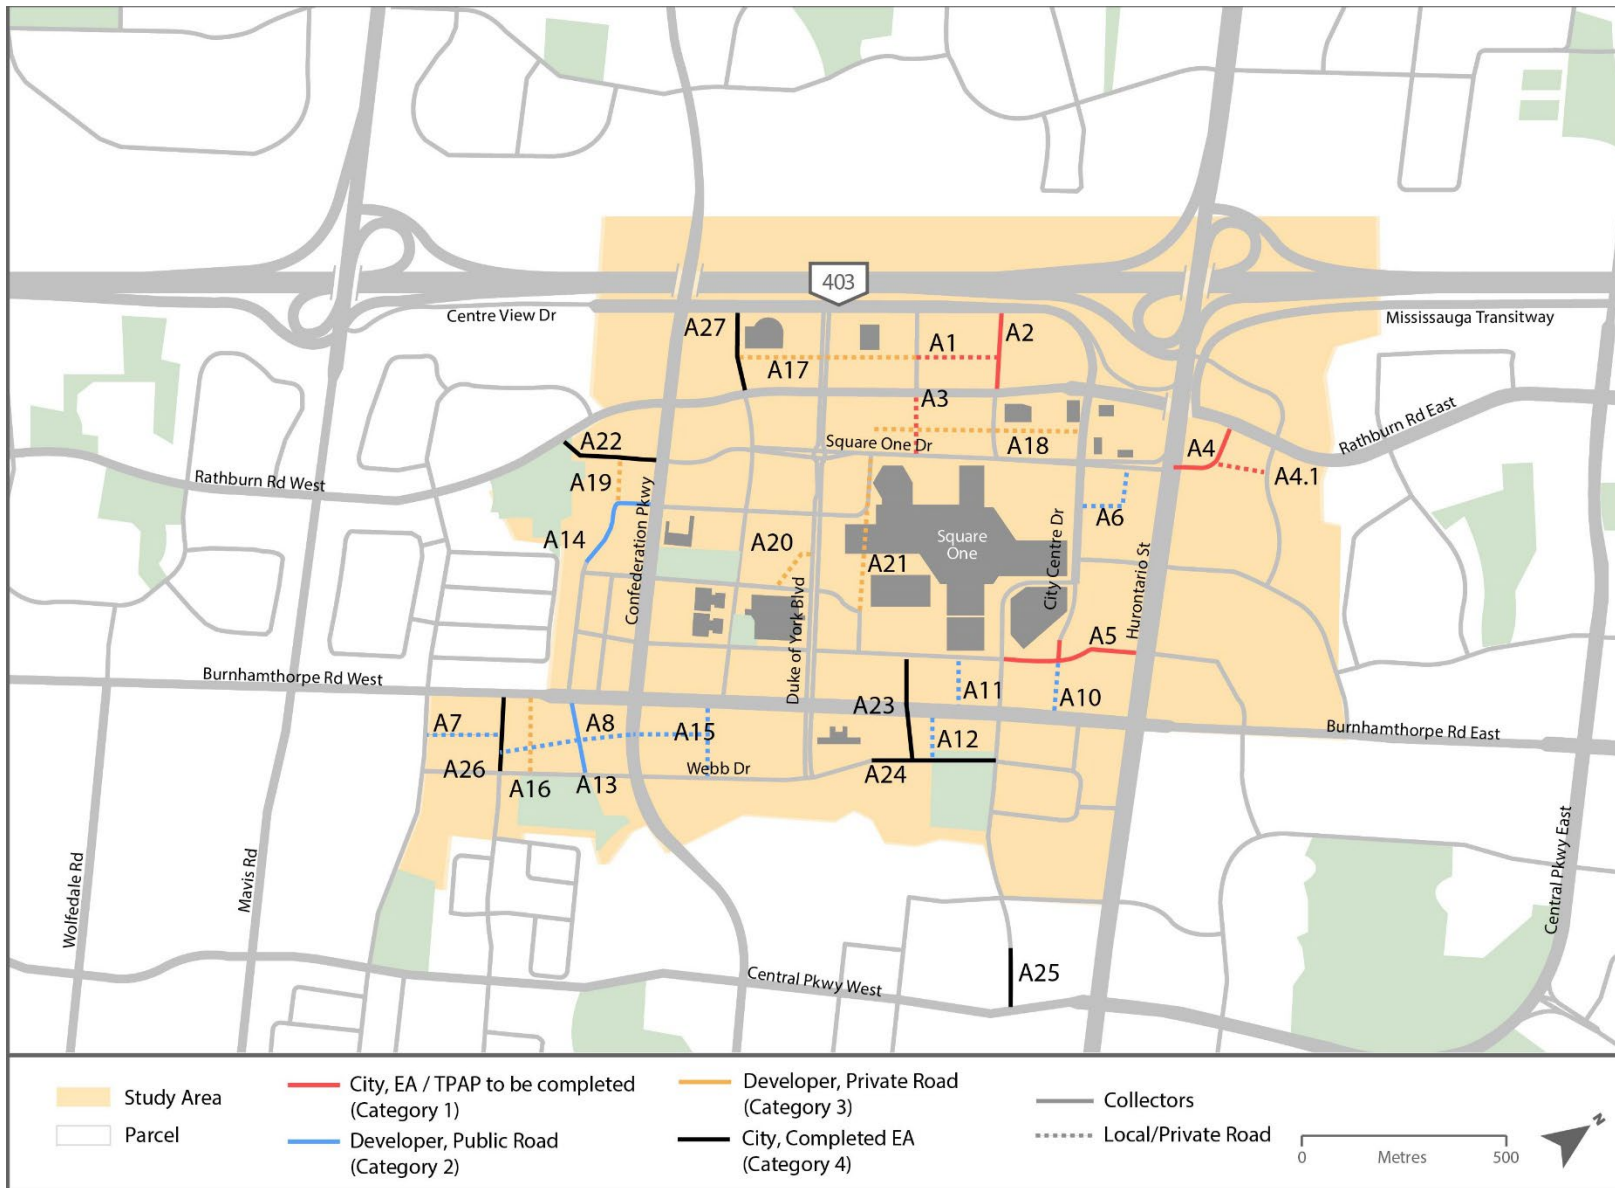 403
Centre View Dr
Mississauga Transitway
A27
A1
A2
A17
A3
A22
Square One Dr
A18
A4
Rathburn Rd East
Rathburn Rd West
A19
A4.1
Confederation Pkwy
A6
A14
A20
Square
One
A21
City Centre Dr
Hurontario St
Duke of York Blvd
A5
Burnhamthorpe Rd West
A11
A10
A23
A7
A8
A15
A12
Burnhamthorpe Rd East
A26
A16
A13
Webb Dr
A24
Wolfedale Rd
Mavis Rd
Central Pkwy East
Central Pkwy West
A25
Study Area
Parcel
City, EA / TPAP to be completed
(Category 1)
Developer, Public Road
(Category 2)
Developer, Private Road
(Category 3)
City, Completed EA
(Category 4)
Collectors
Local/Private Road
0 Metres 500
N